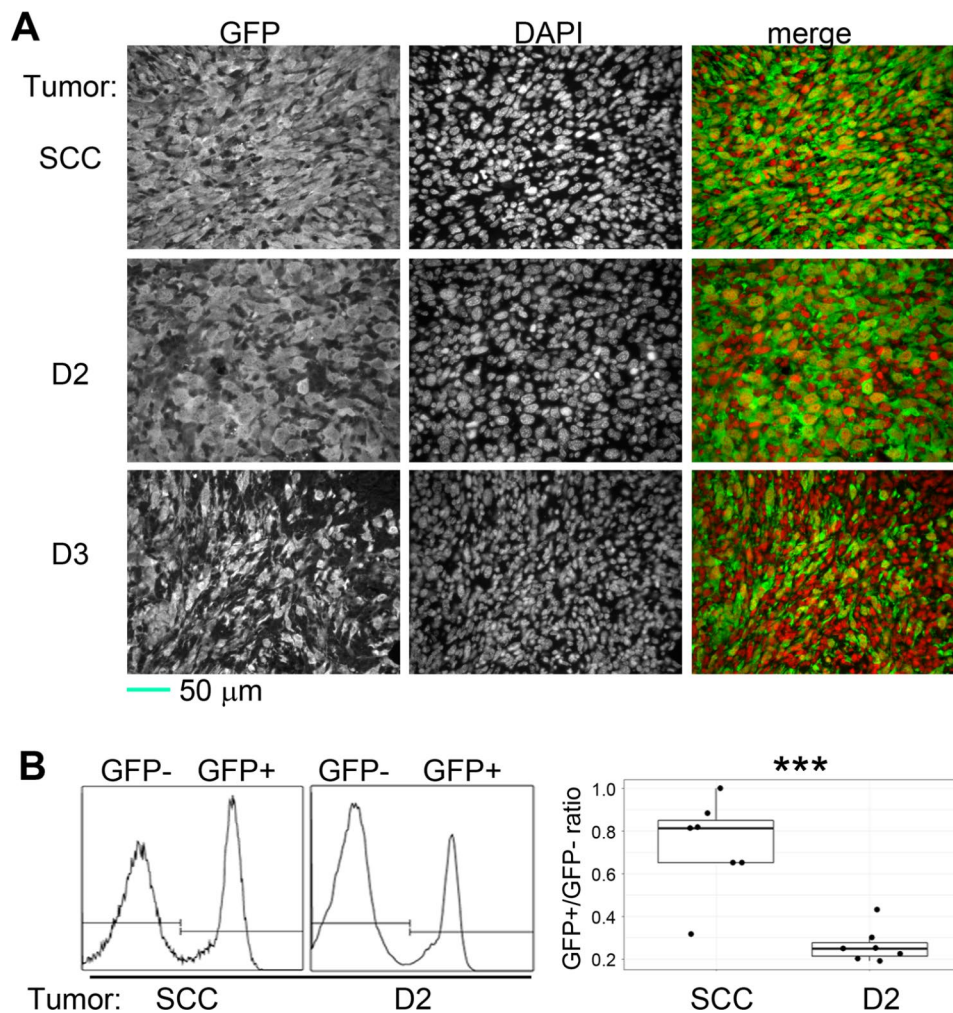 A
GFP DAPI merge
Tumor:
SCC
D2
D3
50 μm
B
GFP- GFP+ GFP- GFP+
***
GFP+/GFP- ratio
1.0
0.8
0.6
0.4
0.2
Tumor: SCC D2 SCC D2